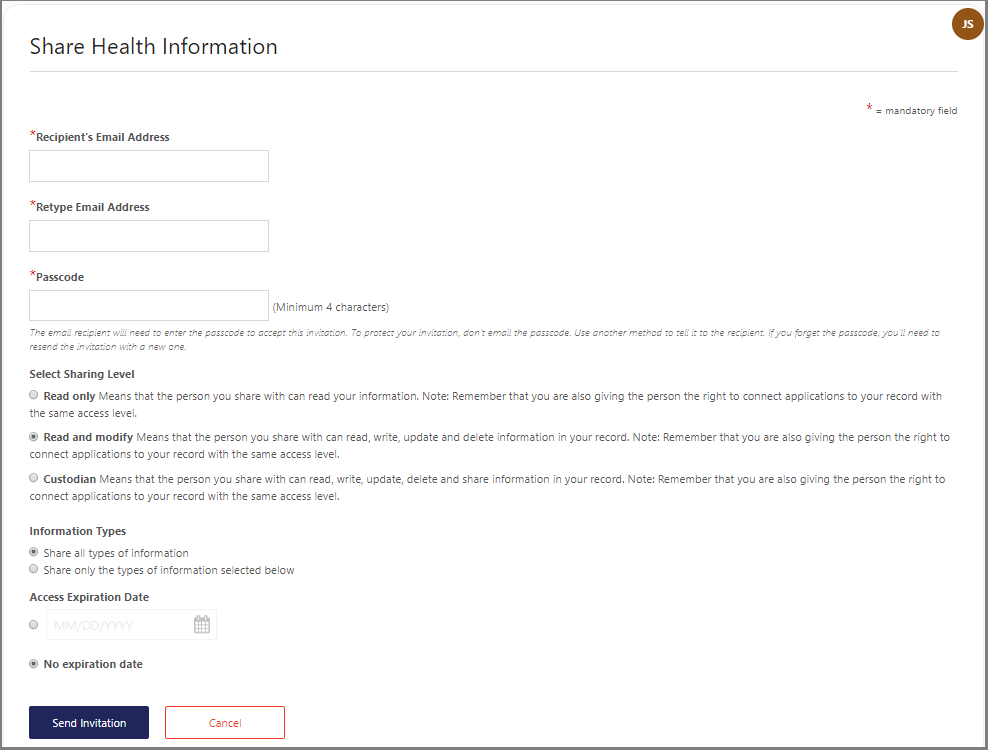 JS
Share Health Information
* = mandatory field
*Recipient's Email Address
*Retype Email Address
*Passcode
(Minimum 4 characters)
The email recipient will need to enter the passcode to accept this invitation. To protect your invitation, don't email the passcode. Use another method to tell it to the recipient. If you forget the passcode, you'll need to
resend the invitation with a new one.
Select Sharing Level
Read only Means that the person you share with can read your information. Note: Remember that you are also giving the person the right to connect applications to your record with
the same access level.
Read and modify Means that the person you share with can read, write, update and delete information in your record. Note: Remember that you are also giving the person the right to
connect applications to your record with the same access level.
Custodian Means that the person you share with can read, write, update, delete and share information in your record. Note: Remember that you are also giving the person the right to
connect applications to your record with the same access level.
Information Types
Share all types of information
Share only the types of information selected below
Access Expiration Date
MM/DD/YYYY
No expiration date
Send Invitation
Cancel